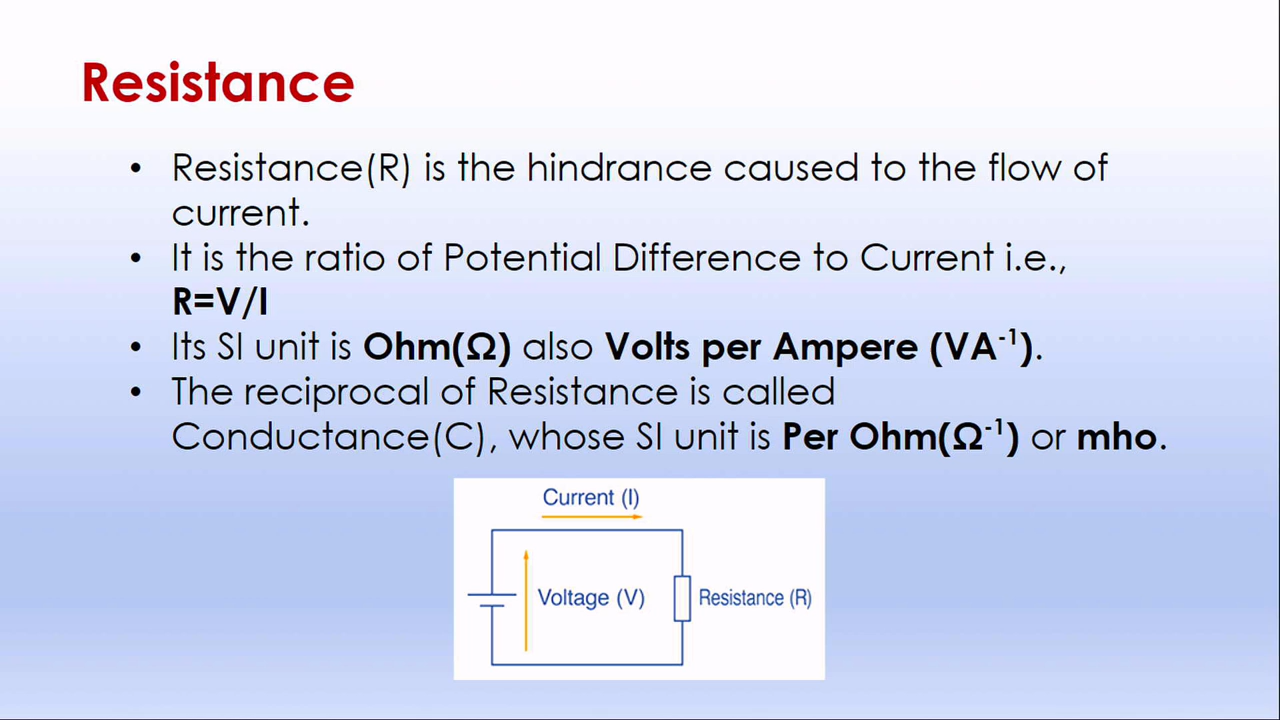 Resistance
• Resistance(R) is the hindrance caused to the flow of
current.
• It is the ratio of Potential Difference to Current i.e.,
R=V/I
• Its SI unit is Ohm(Ω) also Volts per Ampere (VA⁻¹).
• The reciprocal of Resistance is called
Conductance(C), whose SI unit is Per Ohm(Ω⁻¹) or mho.
Current (I)
Voltage (V)
Resistance (R)